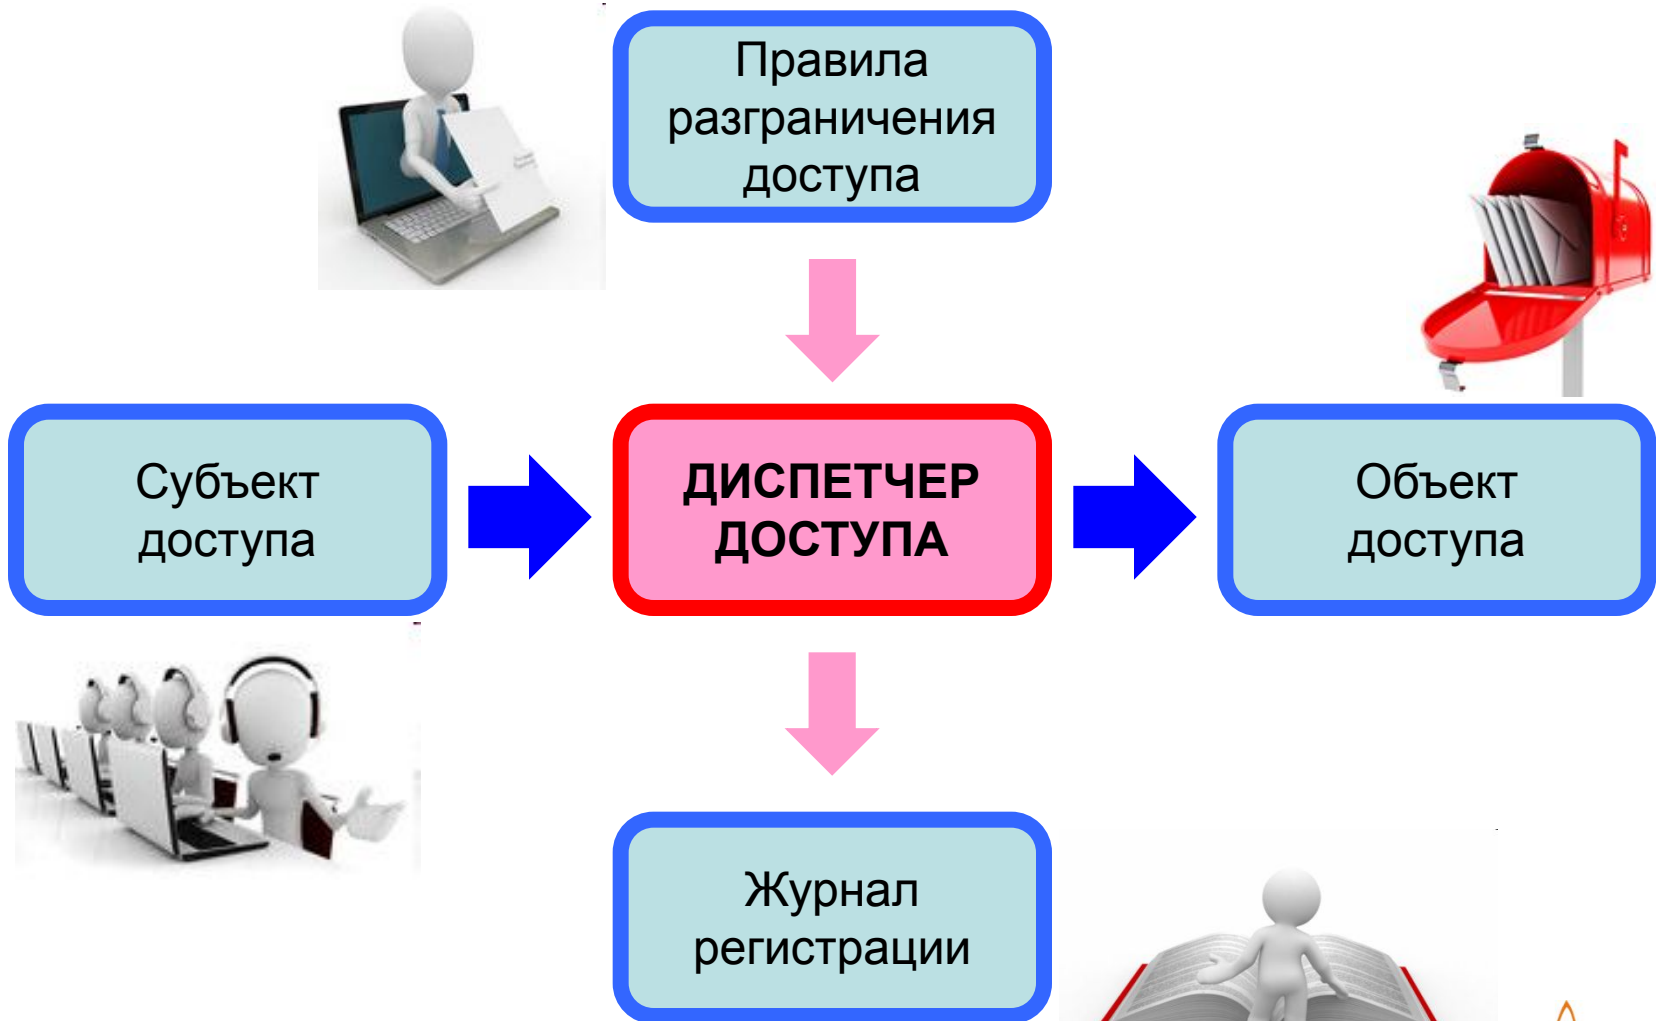 Правила
разграничения
доступа
Субъект
доступа
ДИСПЕТЧЕР
ДОСТУПА
Объект
доступа
Журнал
регистрации